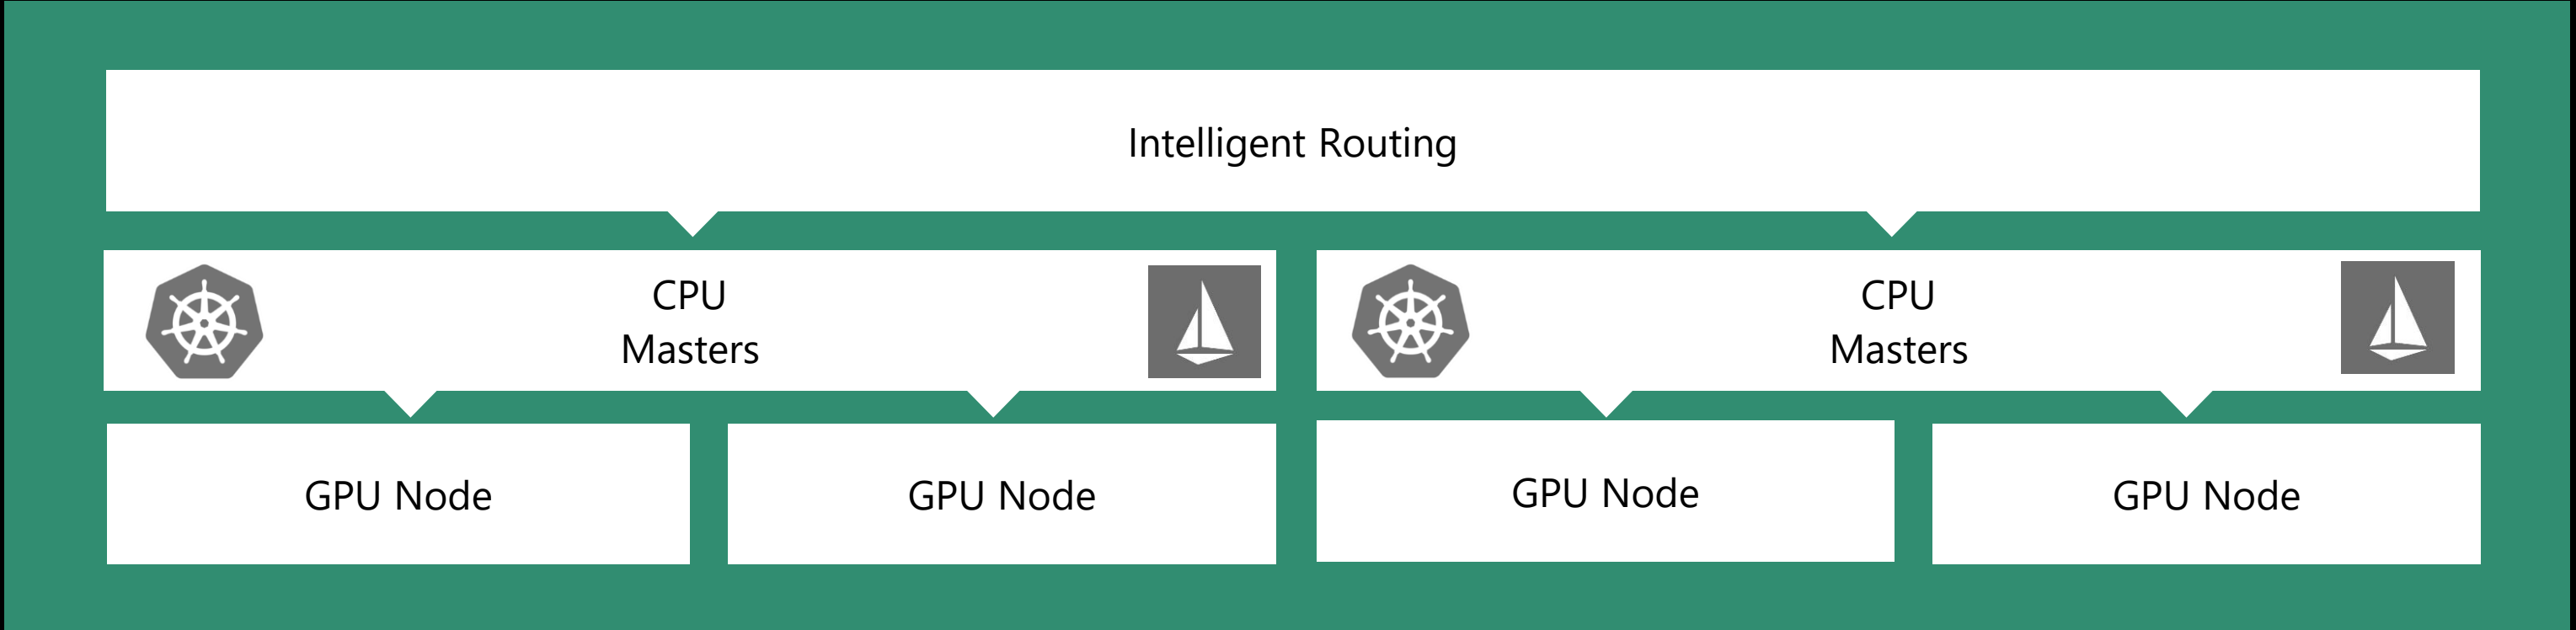 Intelligent Routing
CPU
Masters
CPU
Masters
GPU Node
GPU Node
GPU Node
GPU Node